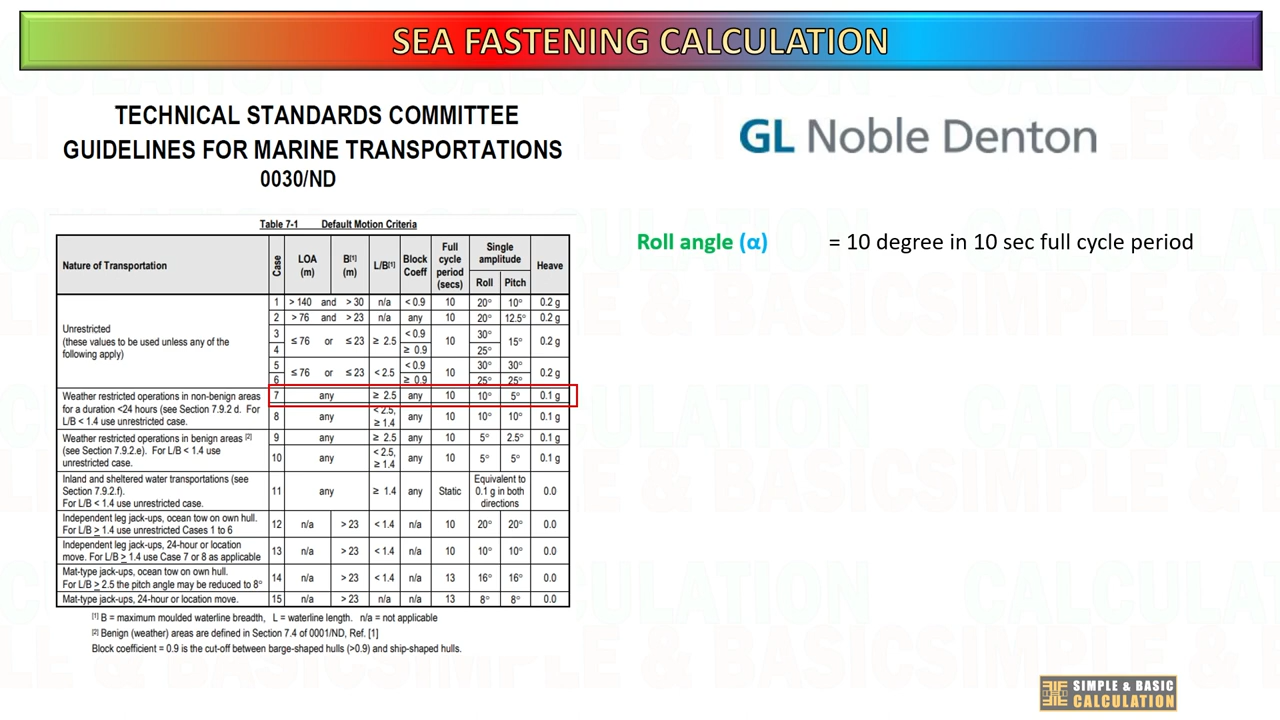 SEA FASTENING CALCULATION
TECHNICAL STANDARDS COMMITTEE
GUIDELINES FOR MARINE TRANSPORTATIONS
0030/ND
GL Noble Denton
Roll angle (α) = 10 degree in 10 sec full cycle period
Table 7-1 Default Motion Criteria
Nature of Transportation Case LOA (m) B[1] (m) L/B[1] Block Coeff Full cycle period (secs) Single amplitude Roll Pitch Heave
Unrestricted
(these values to be used unless any of the
following apply)
1 > 140 and > 30 n/a < 0.9 10 20° 10° 0.2 g
2 > 76 and > 23 n/a any 10 20° 12.5° 0.2 g
3 ≤ 76 or ≤ 23 ≥ 2.5 < 0.9 10 30° 15° 0.2 g
4 ≥ 0.9 25°
5 ≤ 76 or ≤ 23 < 2.5 < 0.9 10 30° 30° 0.2 g
6 ≥ 0.9 25° 25°
Weather restricted operations in non-benign areas
for a duration <24 hours (see Section 7.9.2 d. For
L/B < 1.4 use unrestricted case.
7 any ≥ 2.5 any 10 10° 5° 0.1 g
8 any < 2.5, ≥ 1.4 any 10 10° 10° 0.1 g
Weather restricted operations in benign areas [2]
(see Section 7.9.2.e). For L/B < 1.4 use
unrestricted case.
9 any ≥ 2.5 any 10 5° 2.5° 0.1 g
10 any < 2.5, ≥ 1.4 any 10 5° 5° 0.1 g
Inland and sheltered water transportations (see
Section 7.9.2.f).
For L/B < 1.4 use unrestricted case.
11 any ≥ 1.4 any Static Equivalent to 0.1 g in both directions 0.0
Independent leg jack-ups, ocean tow on own hull.
For L/B ≥ 1.4 use unrestricted Cases 1 to 6
12 n/a > 23 < 1.4 n/a 10 20° 20° 0.0
Independent leg jack-ups, 24-hour or location
move. For L/B ≥ 1.4 use Case 7 or 8 as applicable
13 n/a > 23 < 1.4 n/a 10 10° 10° 0.0
Mat-type jack-ups, ocean tow on own hull.
For L/B ≥ 2.5 the pitch angle may be reduced to 8°
14 n/a > 23 < 1.4 n/a 13 16° 16° 0.0
Mat-type jack-ups, 24-hour or location move.
15 n/a > 23 n/a n/a 13 8° 8° 0.0
[1] B = maximum moulded waterline breadth, L = waterline length. n/a = not applicable
[2] Benign (weather) areas are defined in Section 7.4 of 0001/ND, Ref. [1]
Block coefficient = 0.9 is the cut-off between barge-shaped hulls (>0.9) and ship-shaped hulls.
SIMPLE & BASIC
CALCULATION